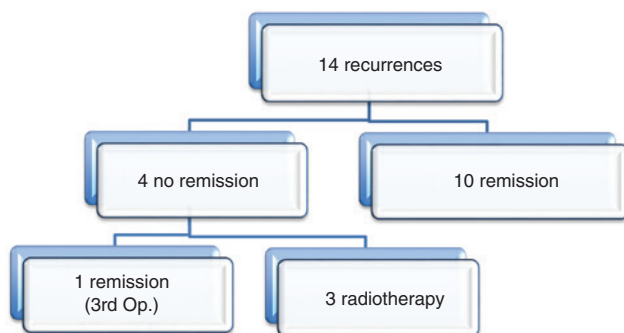 14 recurrences
4 no remission
10 remission
1 remission
(3rd Op.)
3 radiotherapy